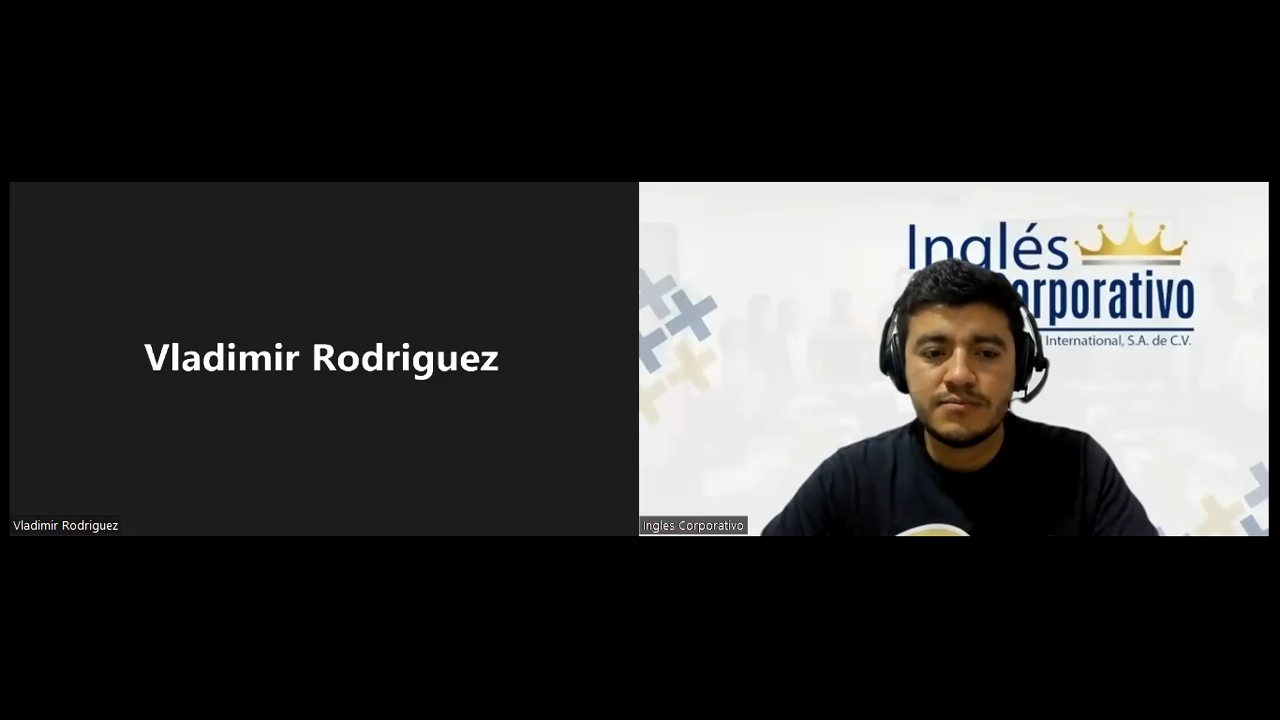 Vladimir Rodriguez
Vladimir Rodriguez
Inglés
orporativo
International, S.A. de C.V.
Ingles Corporativo